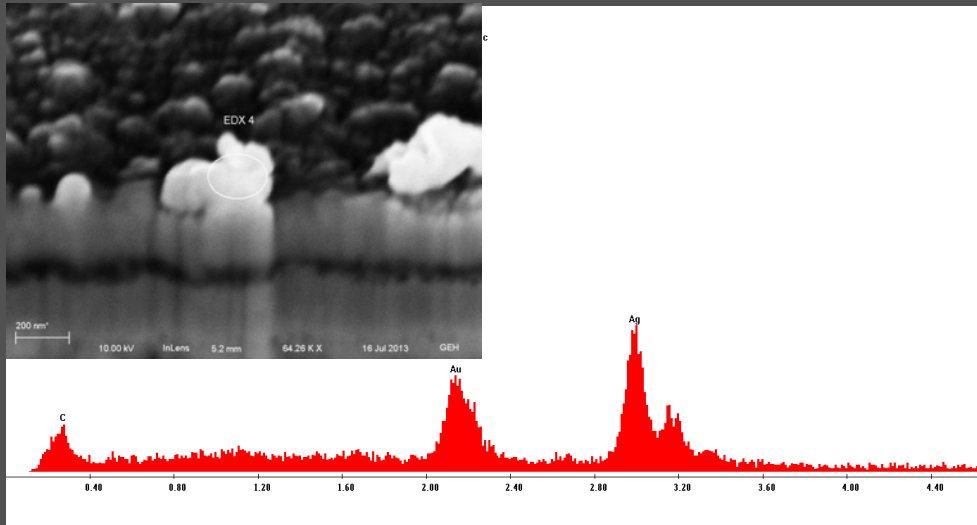 c
EDX 4
200 nm*
10.00 kV InLens 5.2 mm 64.26 K X 16 Jul 2013 GEH
Ag
Au
C
0.40 0.80 1.20 1.60 2.00 2.40 2.80 3.20 3.60 4.00 4.40